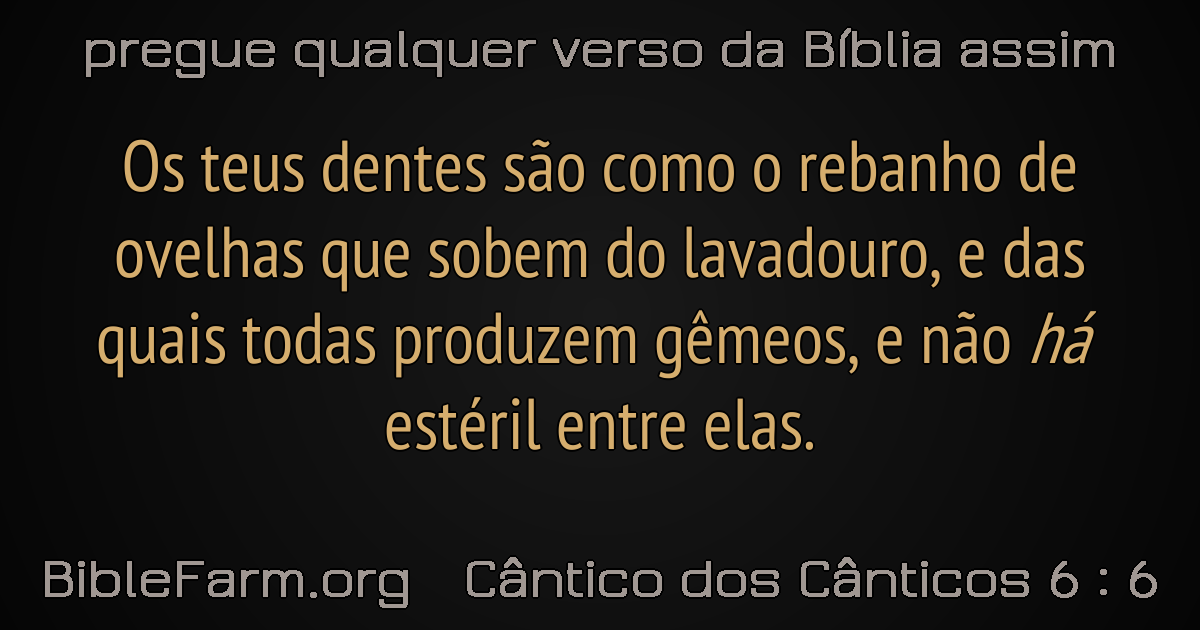 pregue qualquer verso da Bíblia assim
Os teus dentes são como o rebanho de
ovelhas que sobem do lavadouro, e das
quais todas produzem gêmeos, e não há
estéril entre elas.
BibleFarm.org Cântico dos Cânticos 6 : 6